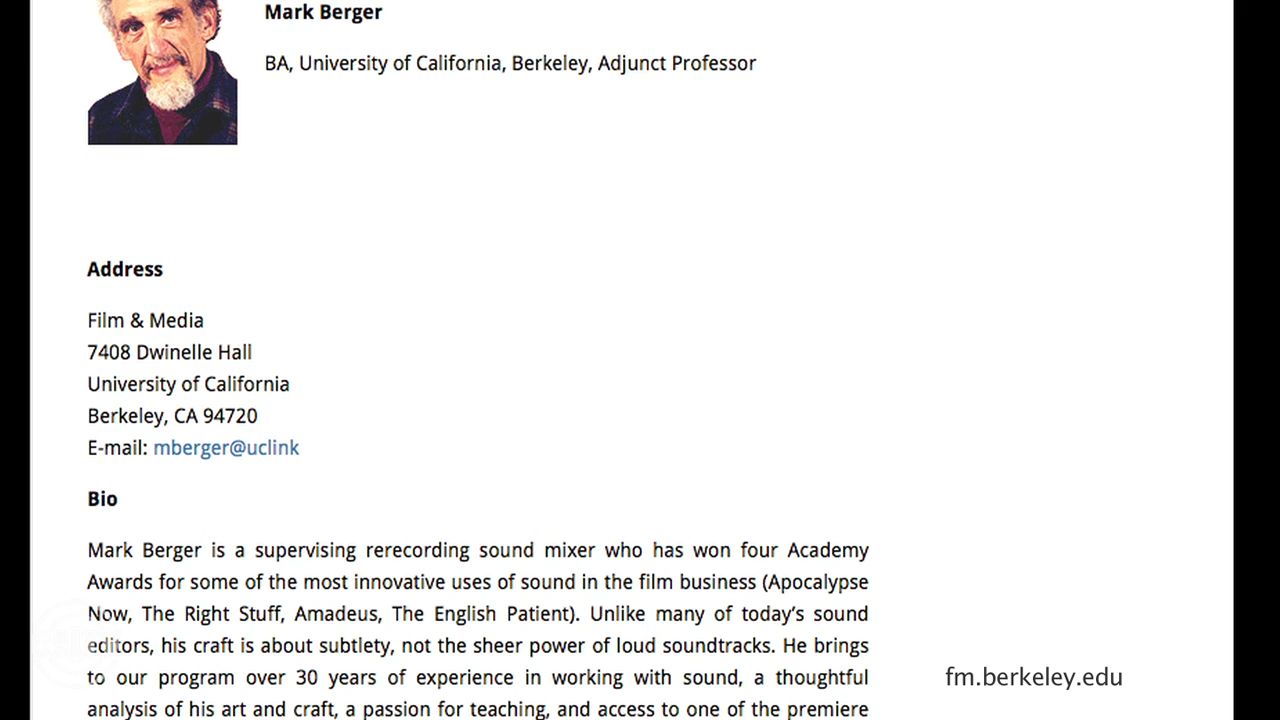 Mark Berger
BA, University of California, Berkeley, Adjunct Professor
Address
Film & Media
7408 Dwinelle Hall
University of California
Berkeley, CA 94720
E-mail: mberger@uclink
Bio
Mark Berger is a supervising rerecording sound mixer who has won four Academy
Awards for some of the most innovative uses of sound in the film business (Apocalypse
Now, The Right Stuff, Amadeus, The English Patient). Unlike many of today’s sound
editors, his craft is about subtlety, not the sheer power of loud soundtracks. He brings
to our program over 30 years of experience in working with sound, a thoughtful
analysis of his art and craft, a passion for teaching, and access to one of the premiere
fm.berkeley.edu